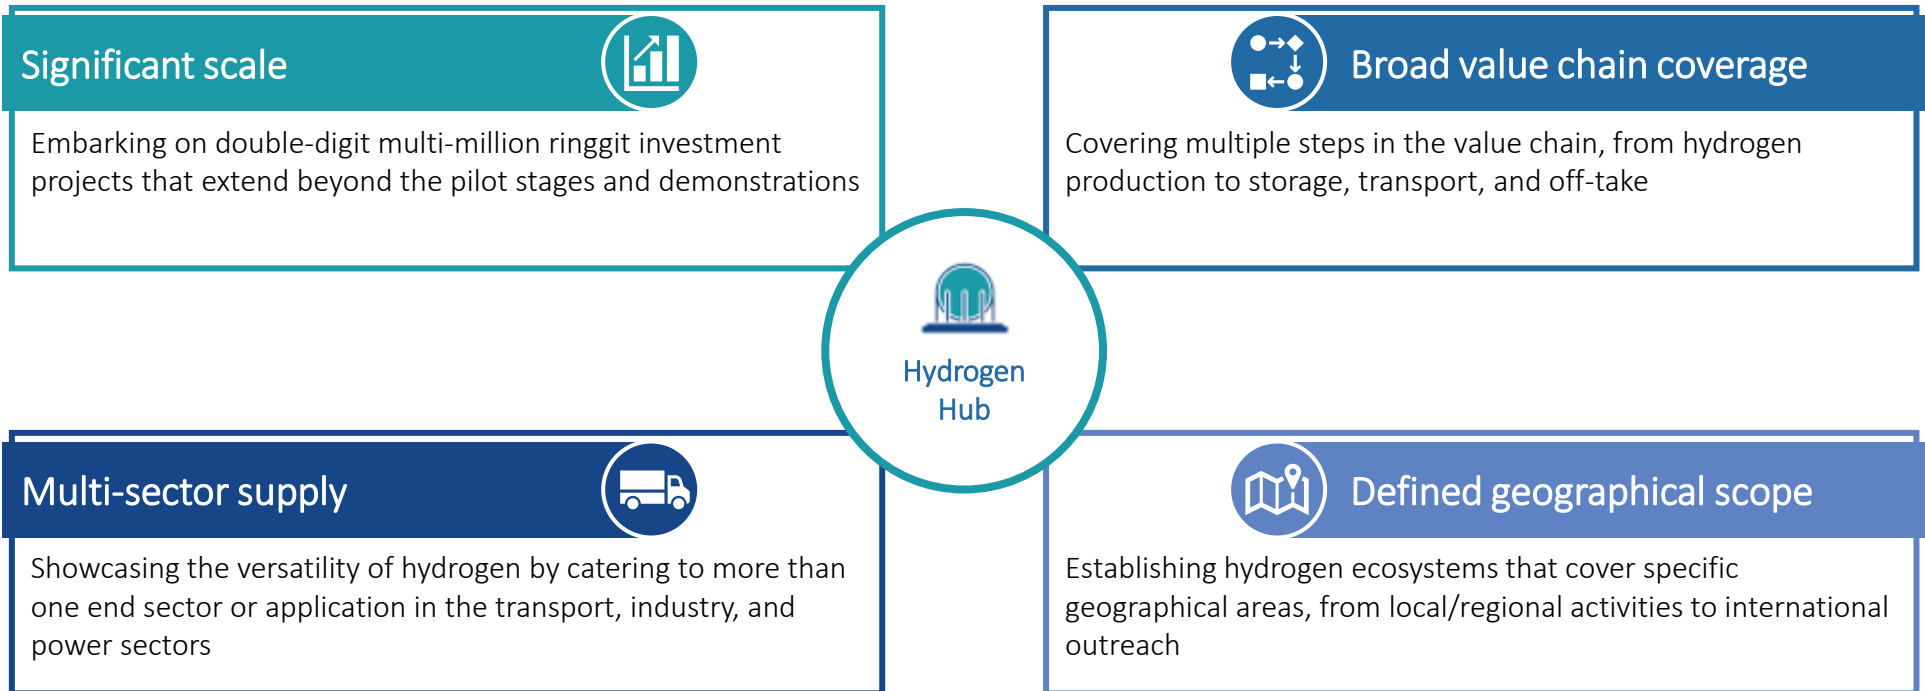 Significant scale
Embarking on double-digit multi-million ringgit investment
projects that extend beyond the pilot stages and demonstrations
Broad value chain coverage
Covering multiple steps in the value chain, from hydrogen
production to storage, transport, and off-take
Hydrogen
Hub
Multi-sector supply
Showcasing the versatility of hydrogen by catering to more than
one end sector or application in the transport, industry, and
power sectors
Defined geographical scope
Establishing hydrogen ecosystems that cover specific
geographical areas, from local/regional activities to international
outreach